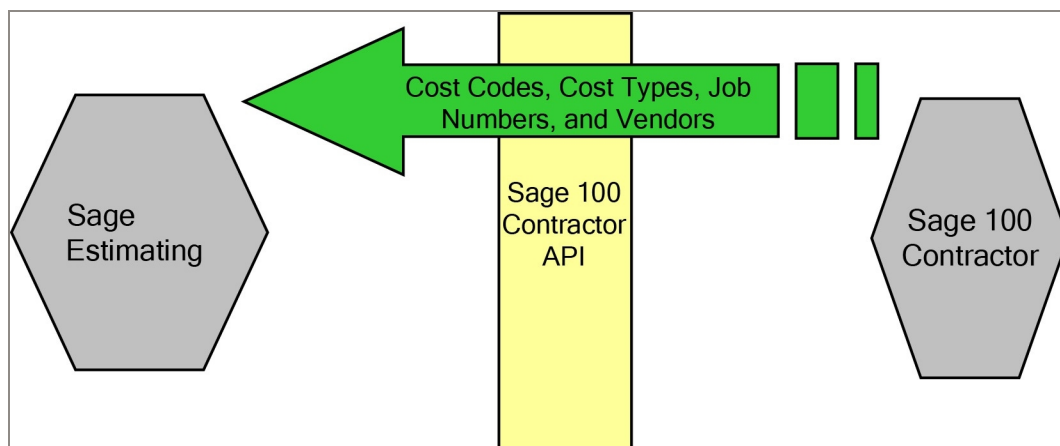 Cost Codes, Cost Types, Job
Numbers, and Vendors
Sage
Estimating
Sage 100
Contractor
API
Sage 100
Contractor